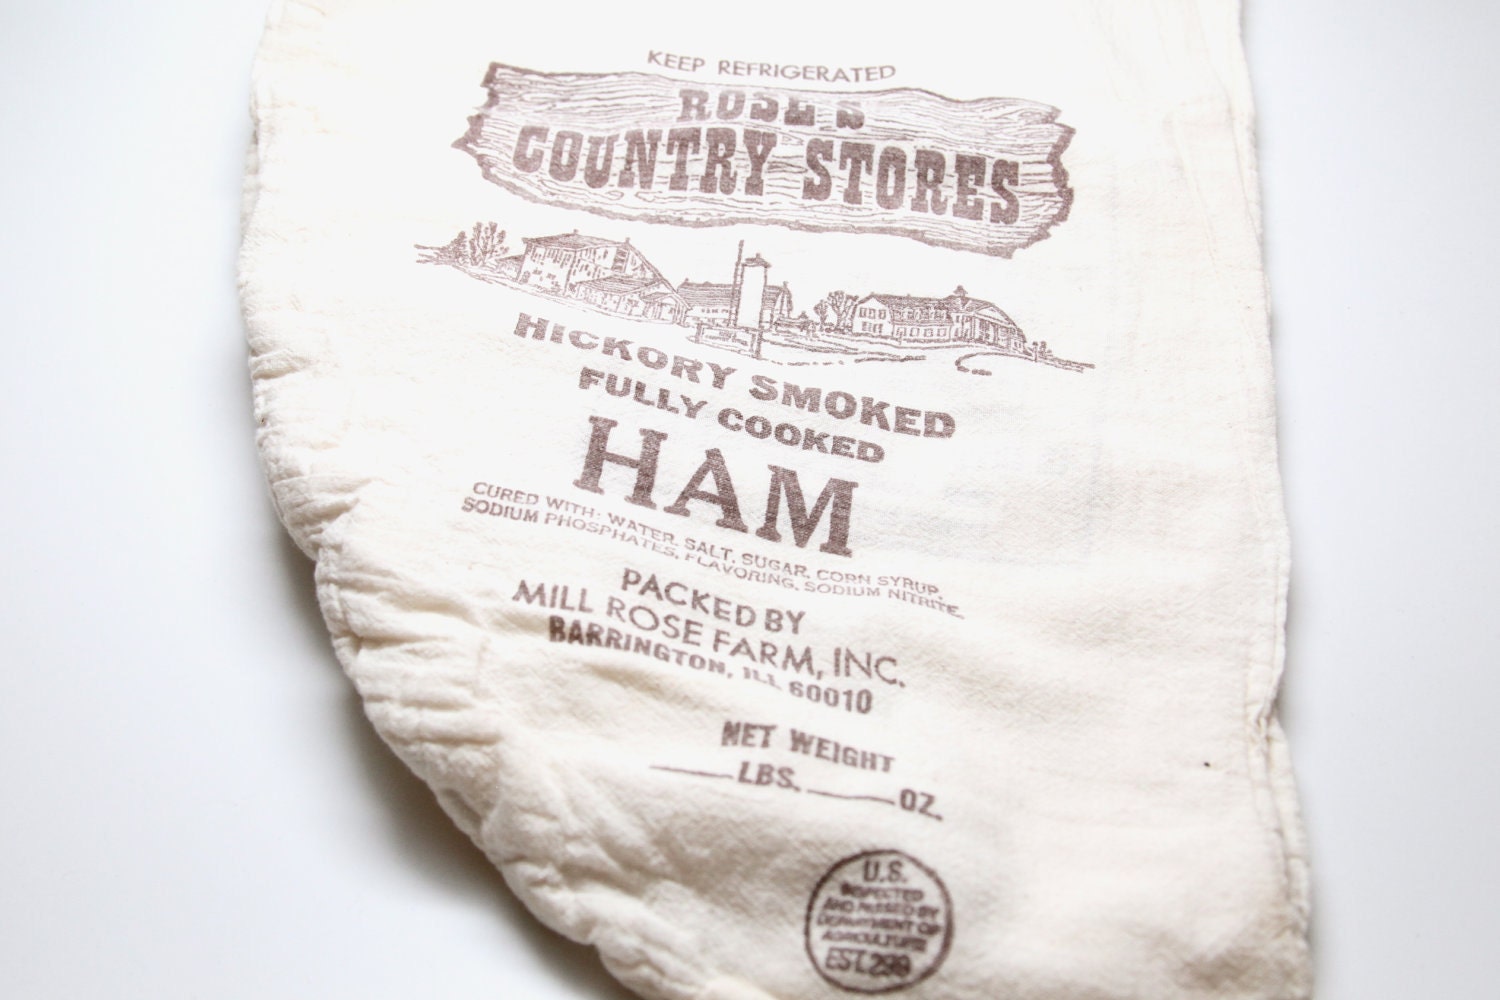 KEEP REFRIGERATED
ROSE'S
COUNTRY STORES
HICKORY SMOKED
FULLY COOKED
HAM
CURED WITH: WATER, SALT, SUGAR, CORN SYRUP,
SODIUM PHOSPHATES, FLAVORING, SODIUM NITRITE
PACKED BY
MILL ROSE FARM, INC.
BARRINGTON, ILL 60010
NET WEIGHT
LBS. OZ.
U.S.
INSPECTED
AND PASSED BY
DEPARTMENT OF
AGRICULTURE
EST.